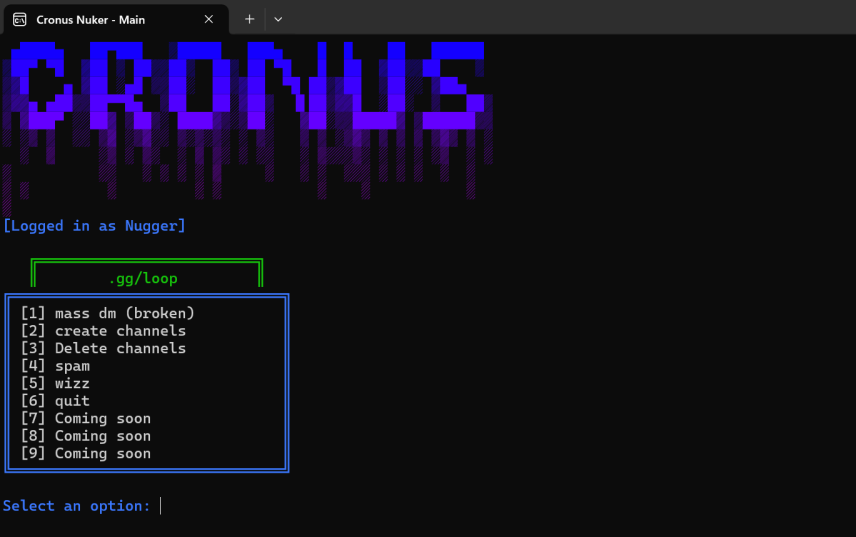 Cronus Nuker - Main
CRONUS
[Logged in as Nugger]
.gg/loop
[1] mass dm (broken)
[2] create channels
[3] Delete channels
[4] spam
[5] wizz
[6] quit
[7] Coming soon
[8] Coming soon
[9] Coming soon
Select an option: